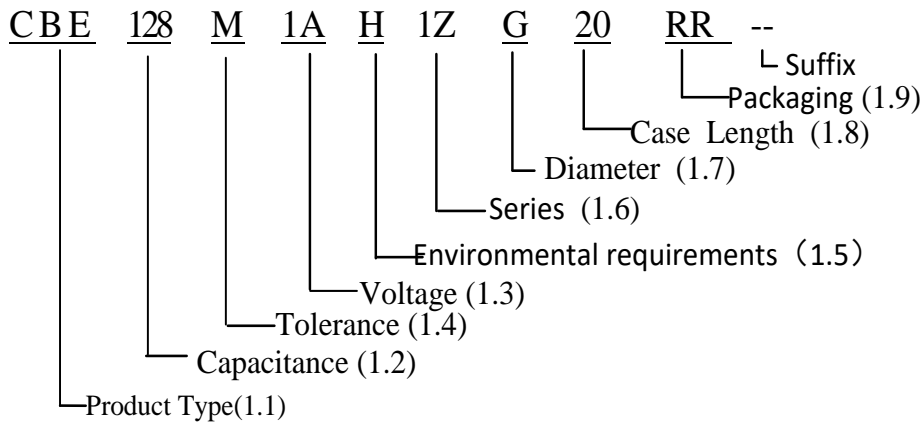 CBE 128 M 1A H 1Z G 20 RR --
Suffix
Packaging (1.9)
Case Length (1.8)
Diameter (1.7)
Series (1.6)
Environmental requirements（1.5）
Voltage (1.3)
Tolerance (1.4)
Capacitance (1.2)
Product Type(1.1)